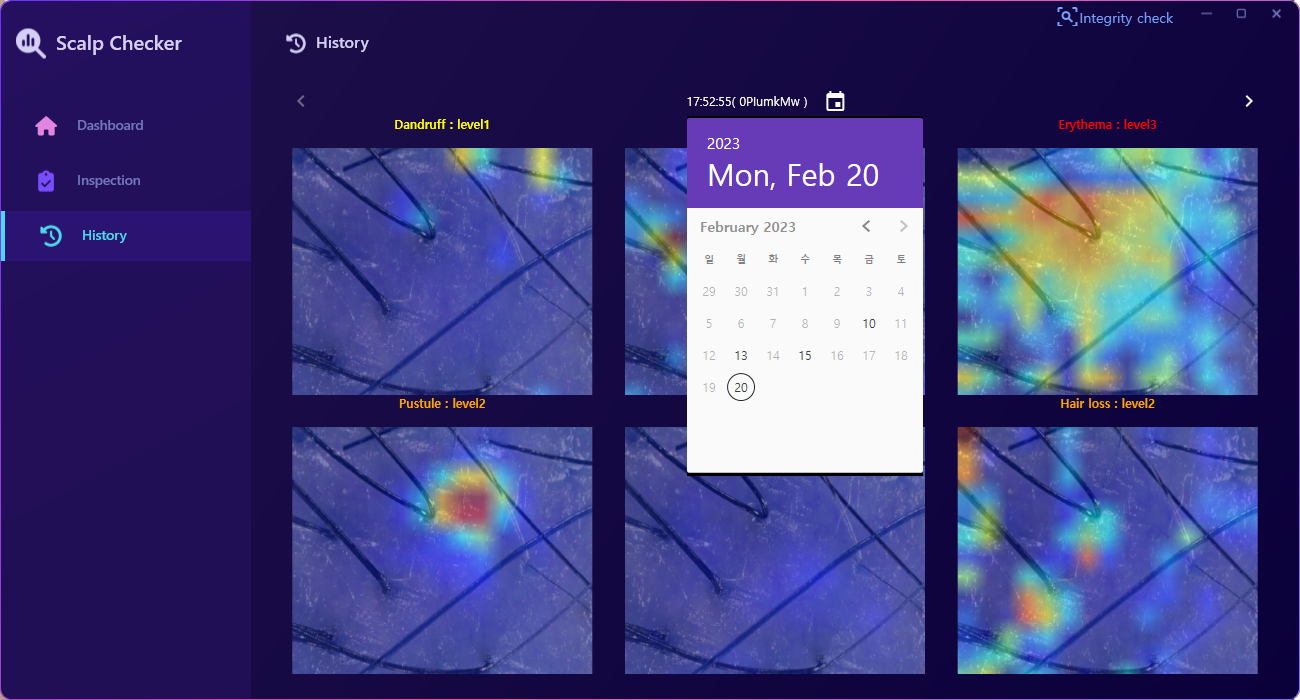 Integrity check
Scalp Checker
History
Dashboard
Inspection
History
17:52:55( 0PlumkMw )
Dandruff : level1
Erythema : level3
2023
Mon, Feb 20
February 2023
일 월 화 수 목 금 토
29 30 31 1 2 3 4
5 6 7 8 9 10 11
12 13 14 15 16 17 18
19 20
Pustule : level2
Hair loss : level2